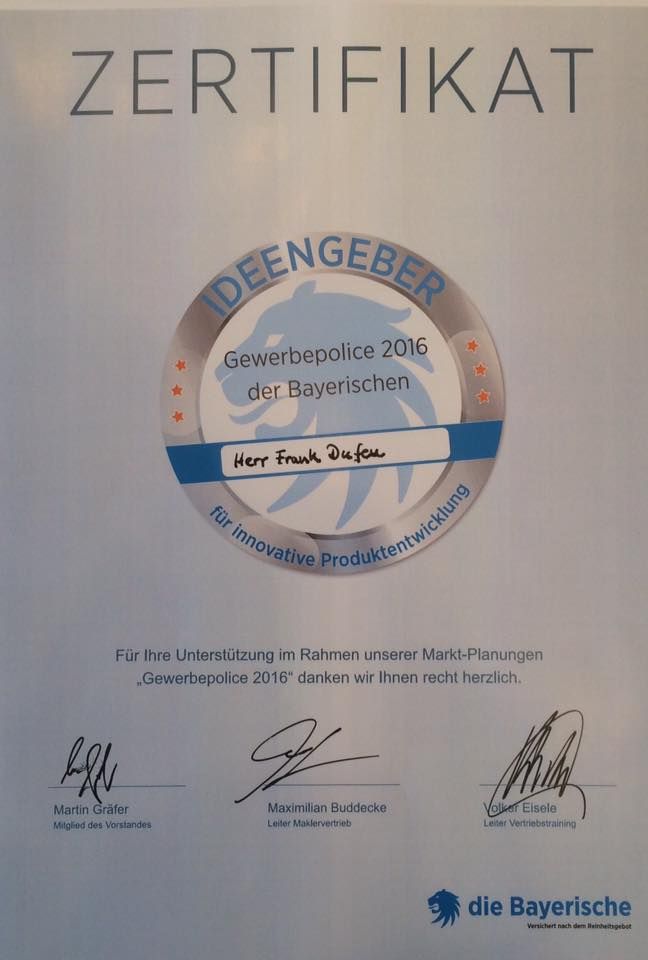 ZERTIFIKAT
IDEENGEBER
Gewerbepolice 2016
der Bayerischen
Herr Frank
für innovative Produktentwicklung
Für Ihre Unterstützung im Rahmen unserer Markt-Planungen
„Gewerbepolice 2016“ danken wir Ihnen recht herzlich.
Martin Gräfer
Mitglied des Vorstandes
Maximilian Buddecke
Leiter Maklervertrieb
Volker Eisele
Leiter Vertriebstraining
die Bayerische
Versichert nach dem Reinheitsgebot